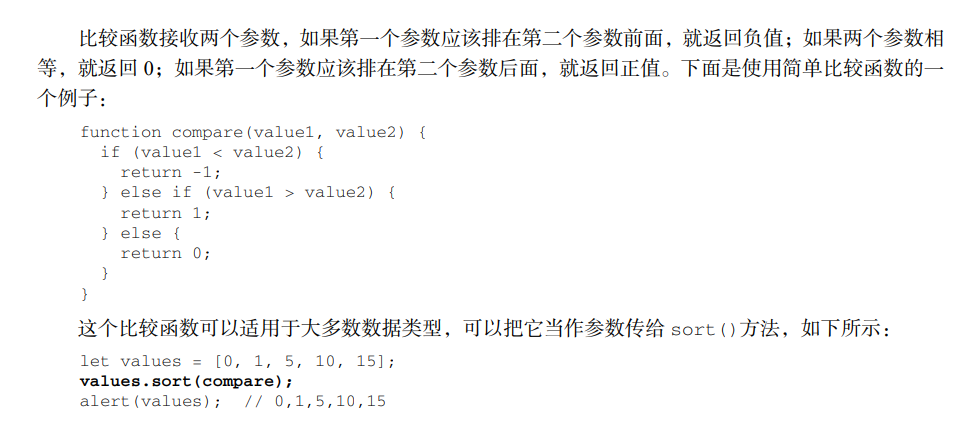 比较函数接收两个参数，如果第一个参数应该排在第二个参数前面，就返回负值；如果两个参数相
等，就返回 0；如果第一个参数应该排在第二个参数后面，就返回正值。下面是使用简单比较函数的一
个例子：
function compare(value1, value2) {
  if (value1 < value2) {
    return -1;
  } else if (value1 > value2) {
    return 1;
  } else {
    return 0;
  }
}
这个比较函数可以适用于大多数数据类型，可以把它当作参数传给 sort()方法，如下所示：
let values = [0, 1, 5, 10, 15];
values.sort(compare);
alert(values);  // 0,1,5,10,15